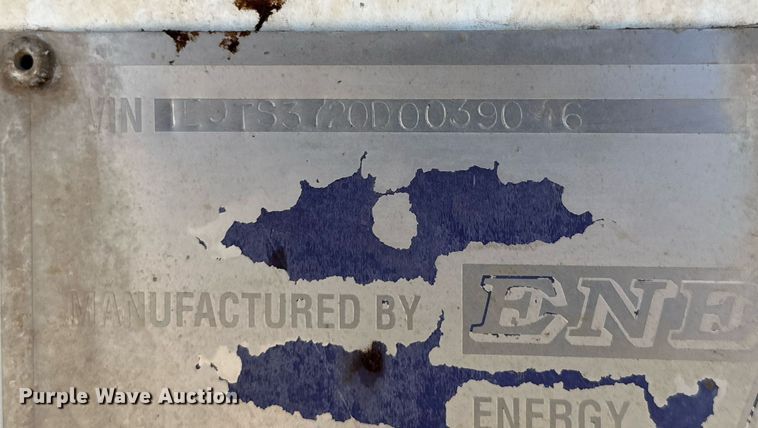 VIN
MANUFACTURED BY ENE
ENERGY
Purple Wave Auction